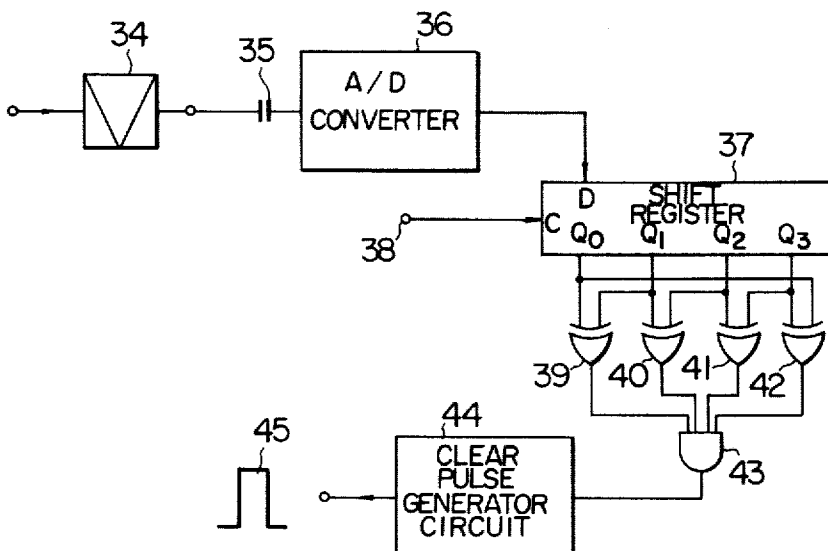 34
35
36
A/D
CONVERTER
37
D SHIFT
REGISTER
C
38
Q0 Q1 Q2 Q3
39
40
41
42
43
44
CLEAR
PULSE
GENERATOR
CIRCUIT
45